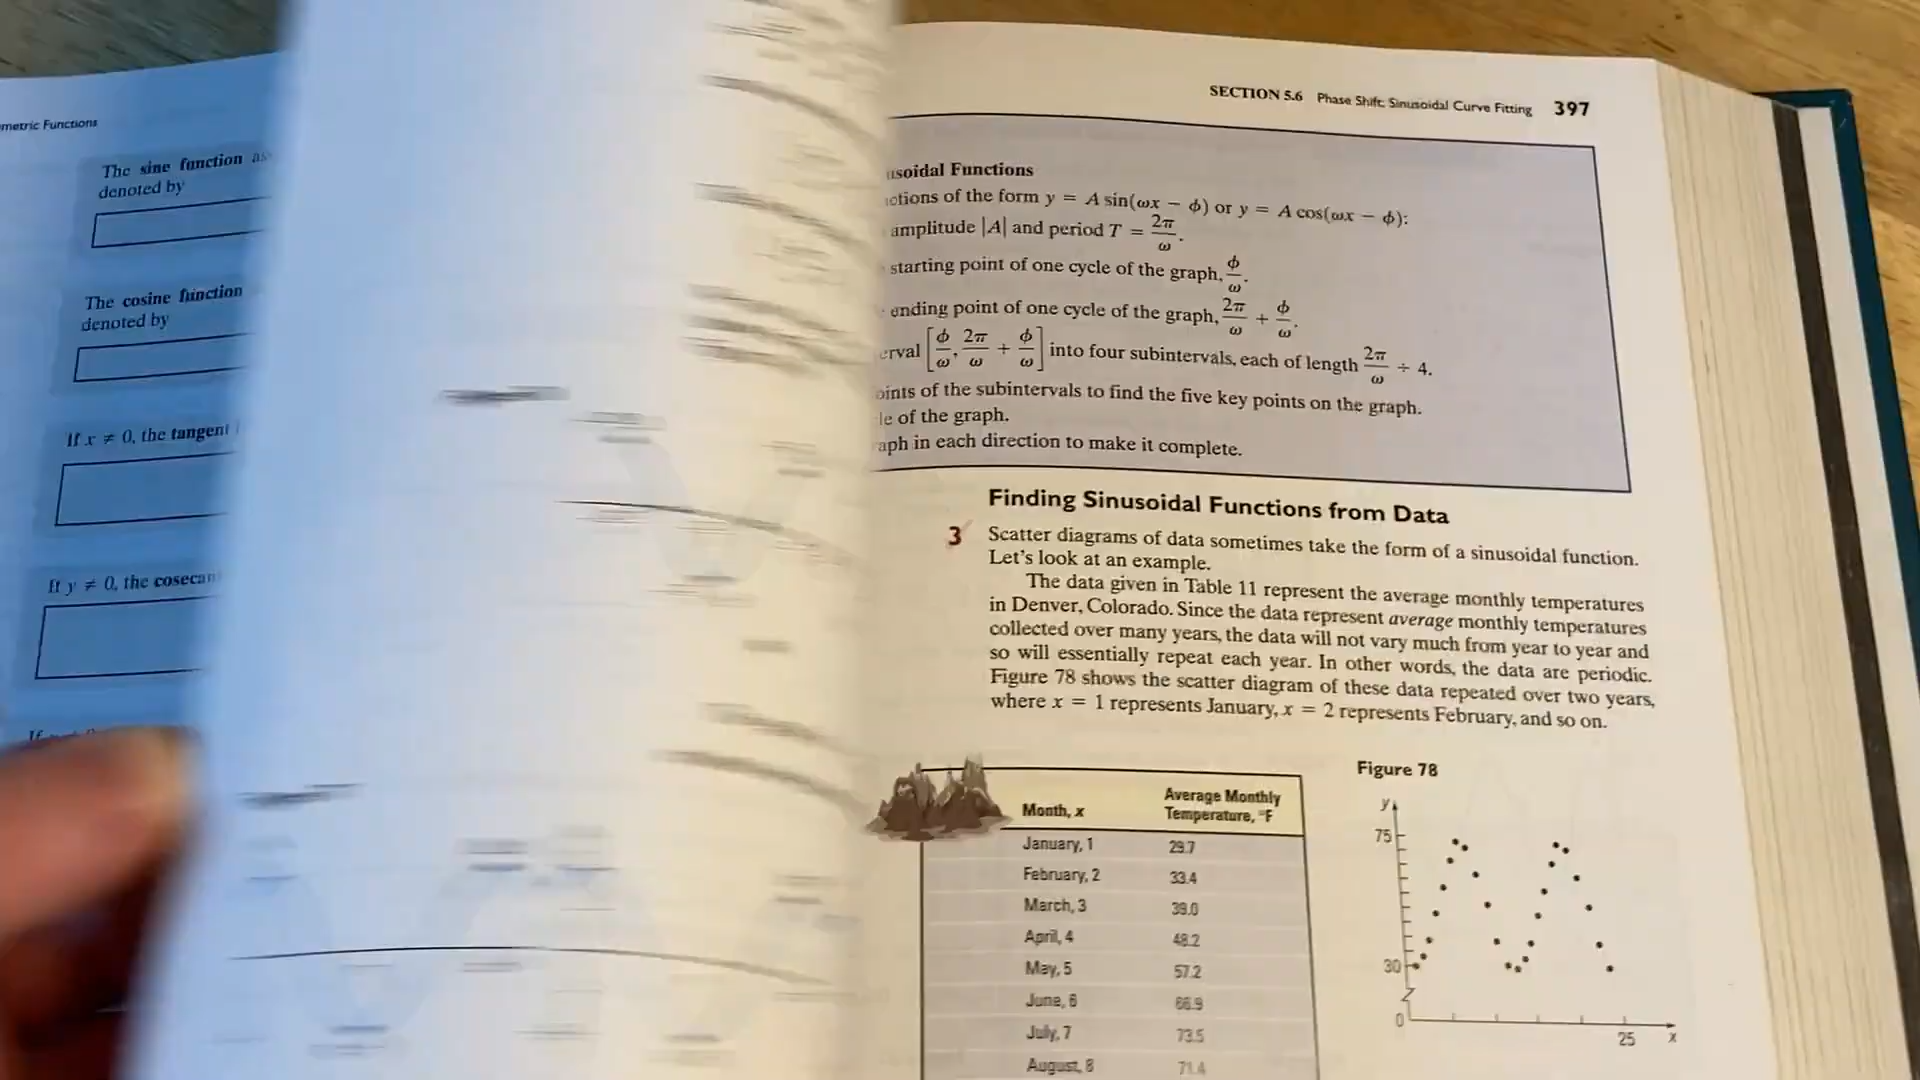 metric Functions
The sine function as
denoted by
The cosine function
denoted by
If x ≠ 0, the tangent
If y ≠ 0, the cosecan
SECTION 5.6 Phase Shift; Sinusoidal Curve Fitting 397
usoidal Functions
ctions of the form y = A sin(ωx − ϕ) or y = A cos(ωx − ϕ):
amplitude |A| and period T = 2π/ω.
starting point of one cycle of the graph, ϕ/ω.
ending point of one cycle of the graph, 2π/ω + ϕ/ω.
erval [ϕ/ω, 2π/ω + ϕ/ω] into four subintervals, each of length 2π/ω ÷ 4.
oints of the subintervals to find the five key points on the graph.
le of the graph.
aph in each direction to make it complete.
Finding Sinusoidal Functions from Data
3 Scatter diagrams of data sometimes take the form of a sinusoidal function.
Let's look at an example.
The data given in Table 11 represent the average monthly temperatures
in Denver, Colorado. Since the data represent average monthly temperatures
collected over many years, the data will not vary much from year to year and
so will essentially repeat each year. In other words, the data are periodic.
Figure 78 shows the scatter diagram of these data repeated over two years,
where x = 1 represents January, x = 2 represents February, and so on.
Month, x Average Monthly
Temperature, °F
January, 1 29.7
February, 2 33.4
March, 3 39.0
April, 4 48.2
May, 5 57.2
June, 6 66.9
July, 7 73.5
August, 8 71.4
Figure 78
y
75
30
0
25 x